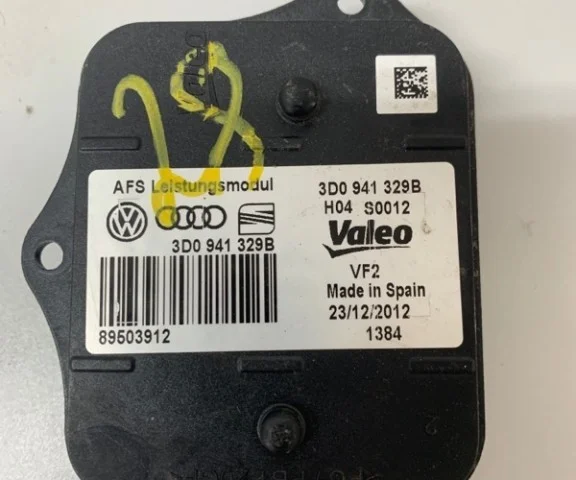 28
AFS Leistungsmodul
3D0 941 329B
89503912
3D0 941 329B
H04 S0012
Valeo
VF2
Made in Spain
23/12/2012
1384